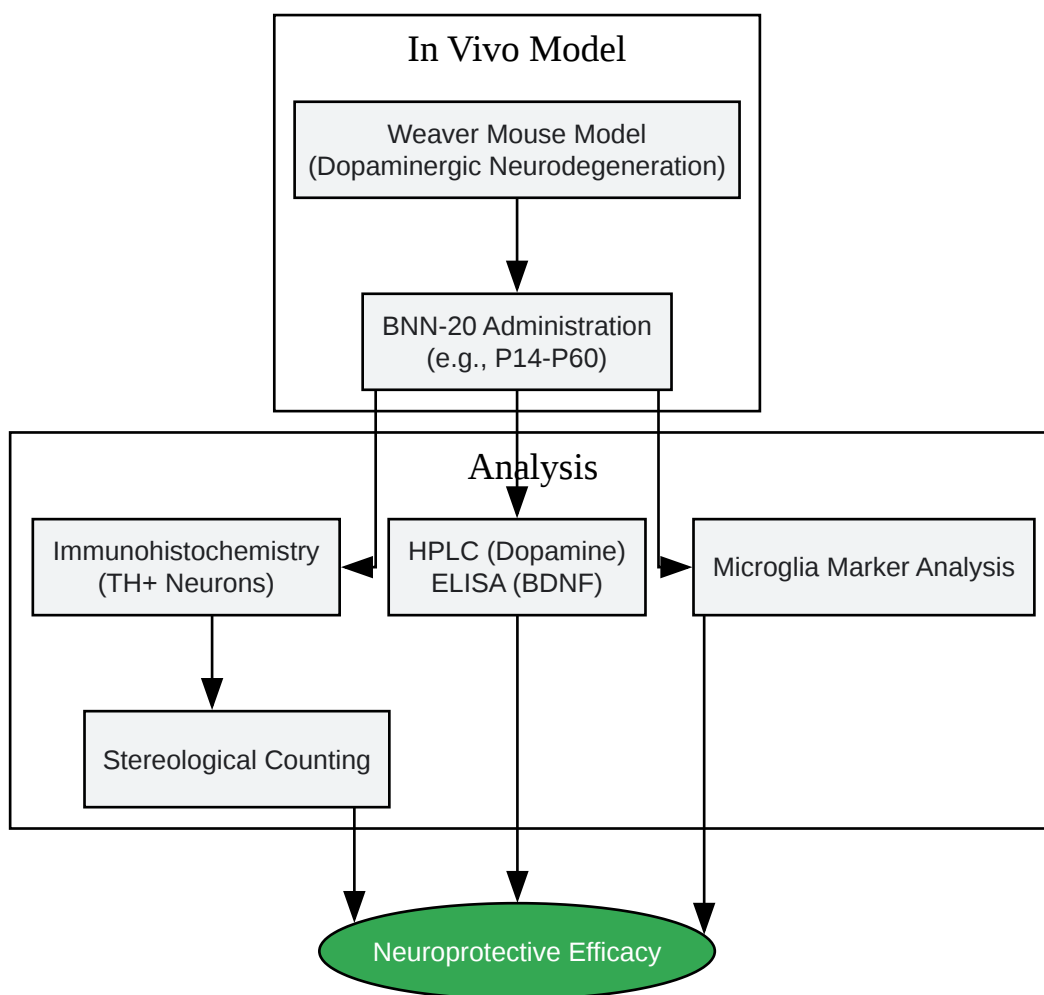 In Vivo Model
Weaver Mouse Model
(Dopaminergic Neurodegeneration)
BNN-20 Administration
(e.g., P14-P60)
Analysis
Immunohistochemistry
(TH+ Neurons)
HPLC (Dopamine)
ELISA (BDNF)
Microglia Marker Analysis
Stereological Counting
Neuroprotective Efficacy